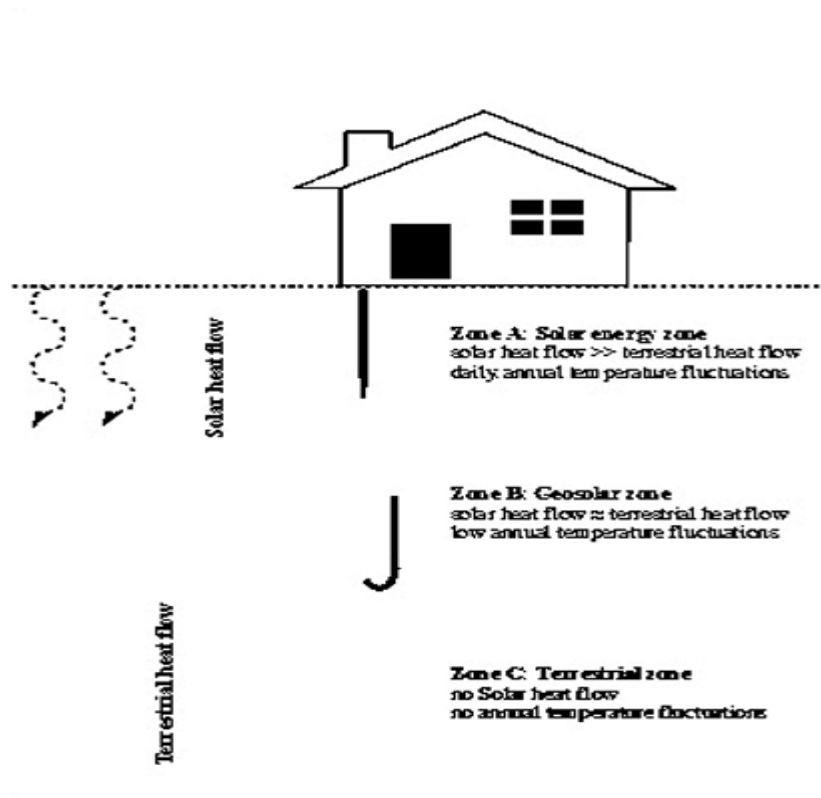 Solar heat flow
Zone A: Solar energy zone
solar heat flow >> terrestrial heat flow
daily annual temperature fluctuations
Zone B: Geosolar zone
solar heat flow ≈ terrestrial heat flow
low annual temperature fluctuations
Terrestrial heat flow
Zone C: Terrestrial zone
no Solar heat flow
no annual temperature fluctuations